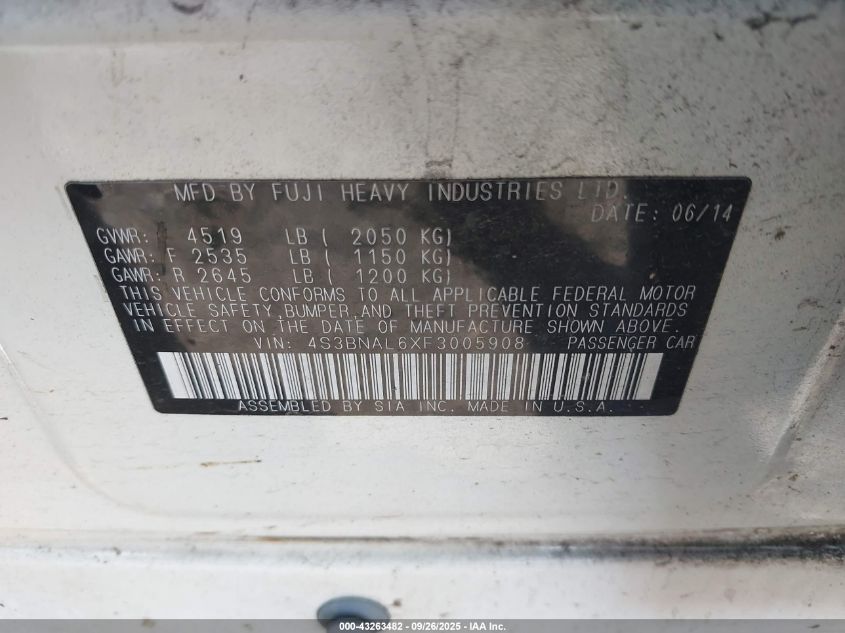 MFD BY FUJI HEAVY INDUSTRIES LTD.
DATE: 06/14
GVWR: 4519 LB ( 2050 KG)
GAWR: F 2535 LB ( 1150 KG)
GAWR: R 2645 LB ( 1200 KG)
THIS VEHICLE CONFORMS TO ALL APPLICABLE FEDERAL MOTOR
VEHICLE SAFETY,BUMPER,AND THEFT PREVENTION STANDARDS
IN EFFECT ON THE DATE OF MANUFACTURE SHOWN ABOVE.
VIN: 4S3BNAL6XF3005908 PASSENGER CAR
ASSEMBLED BY SIA INC. MADE IN U.S.A.
000-43263482 - 09/26/2025 - IAA Inc.